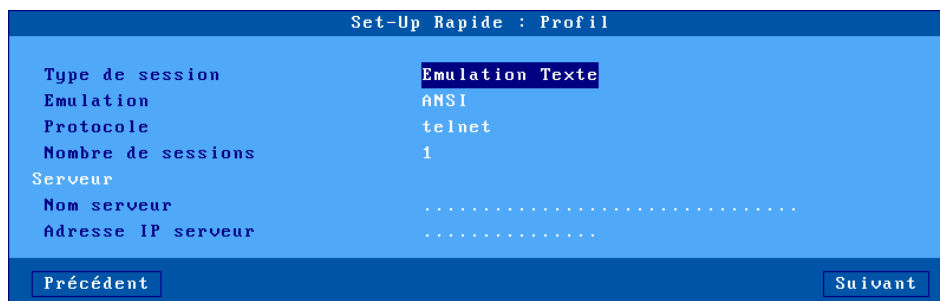 Set-Up Rapide : Profil
Type de session Emulation Texte
Emulation ANSI
Protocole telnet
Nombre de sessions 1
Serveur
Nom serveur ................................
Adresse IP serveur ...............
Précédent Suivant